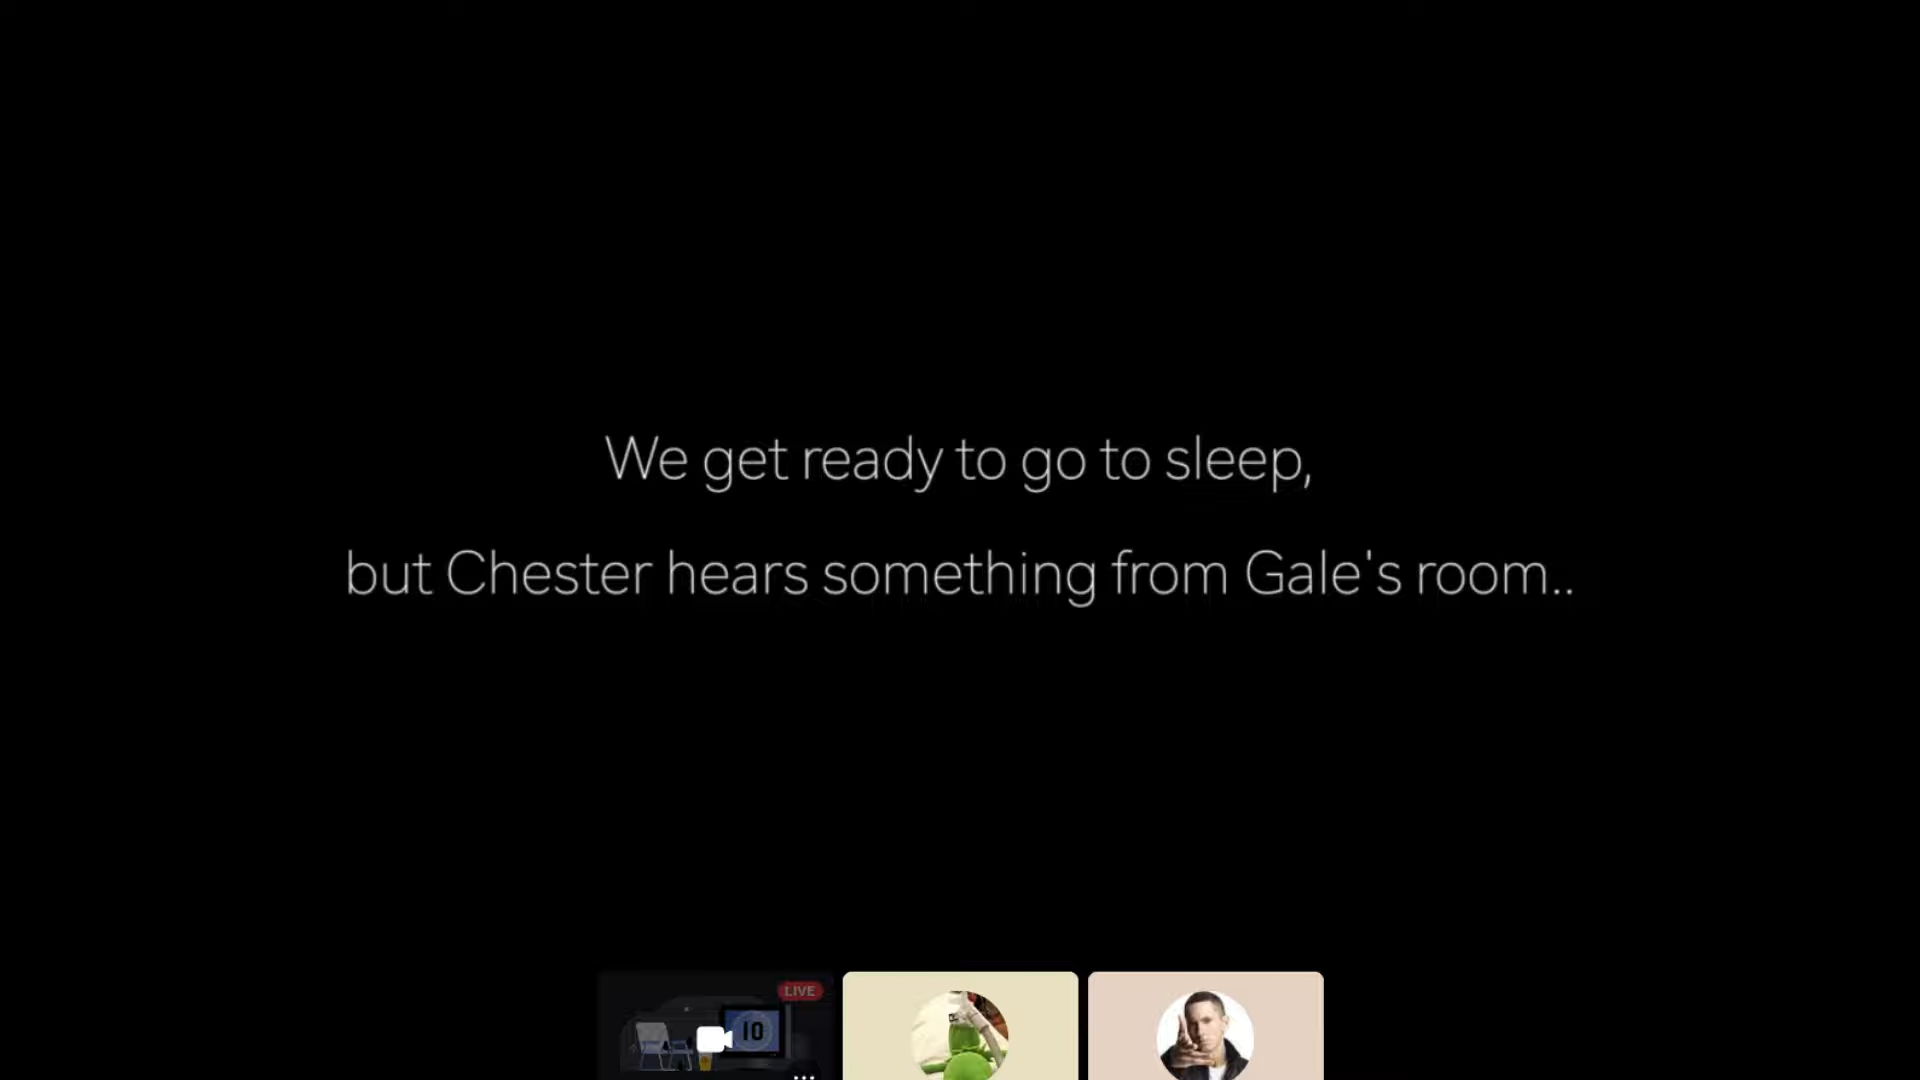 We get ready to go to sleep,
but Chester hears something from Gale's room..
LIVE
10